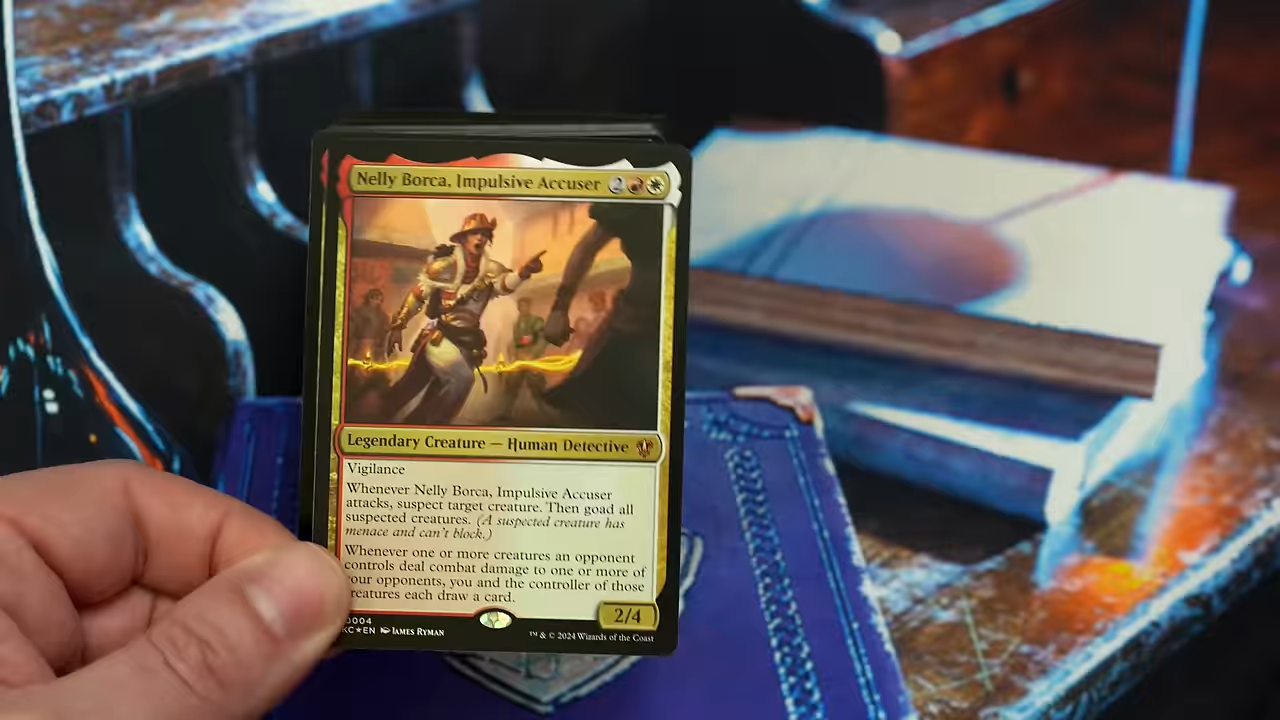 Nelly Borca, Impulsive Accuser 2
Legendary Creature — Human Detective
Vigilance
Whenever Nelly Borca, Impulsive Accuser
attacks, suspect target creature. Then goad all
suspected creatures. (A suspected creature has
menace and can't block.)
Whenever one or more creatures an opponent
controls deal combat damage to one or more of
your opponents, you and the controller of those
creatures each draw a card.
2/4
0004
KC★EN JAMES RYMAN
™ & © 2024 Wizards of the Coast